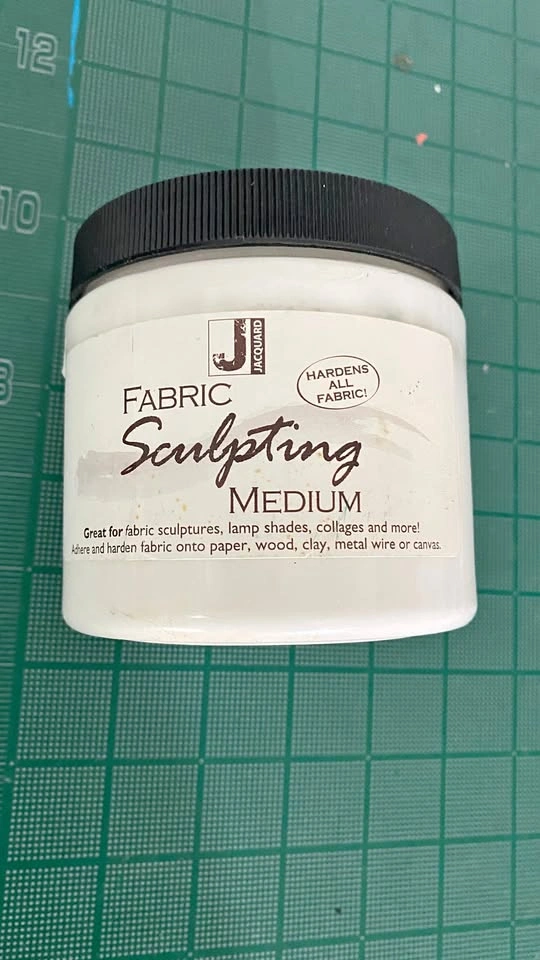 12
10
8
J
JACQUARD
HARDENS
ALL
FABRIC!
FABRIC
Sculpting
MEDIUM
Great for fabric sculptures, lamp shades, collages and more!
Adhere and harden fabric onto paper, wood, clay, metal wire or canvas.